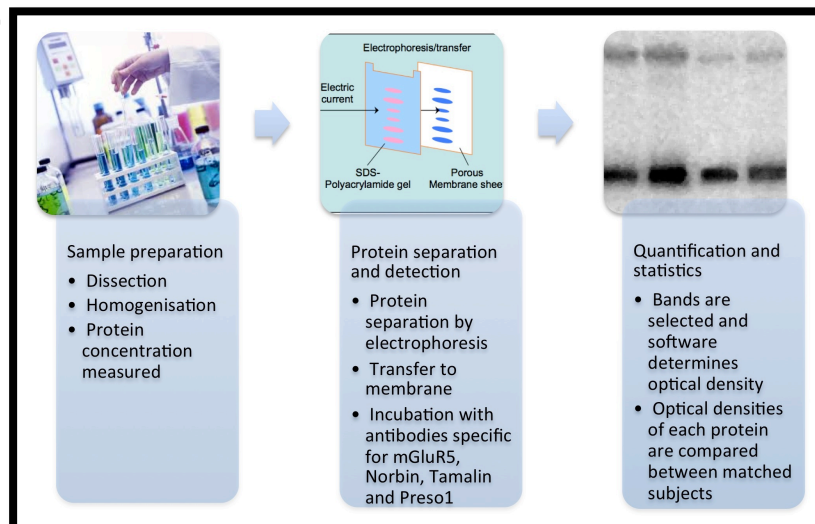 Electrophoresis/transfer
Electric
current
SDS-
Polyacrylamide gel
Porous
Membrane shee
Sample preparation
• Dissection
• Homogenisation
• Protein
concentration
measured
Protein separation
and detection
• Protein
separation by
electrophoresis
• Transfer to
membrane
• Incubation with
antibodies specific
for mGluR5,
Norbin, Tamalin
and Preso1
Quantification and
statistics
• Bands are
selected and
software
determines
optical density
• Optical densities
of each protein
are compared
between matched
subjects